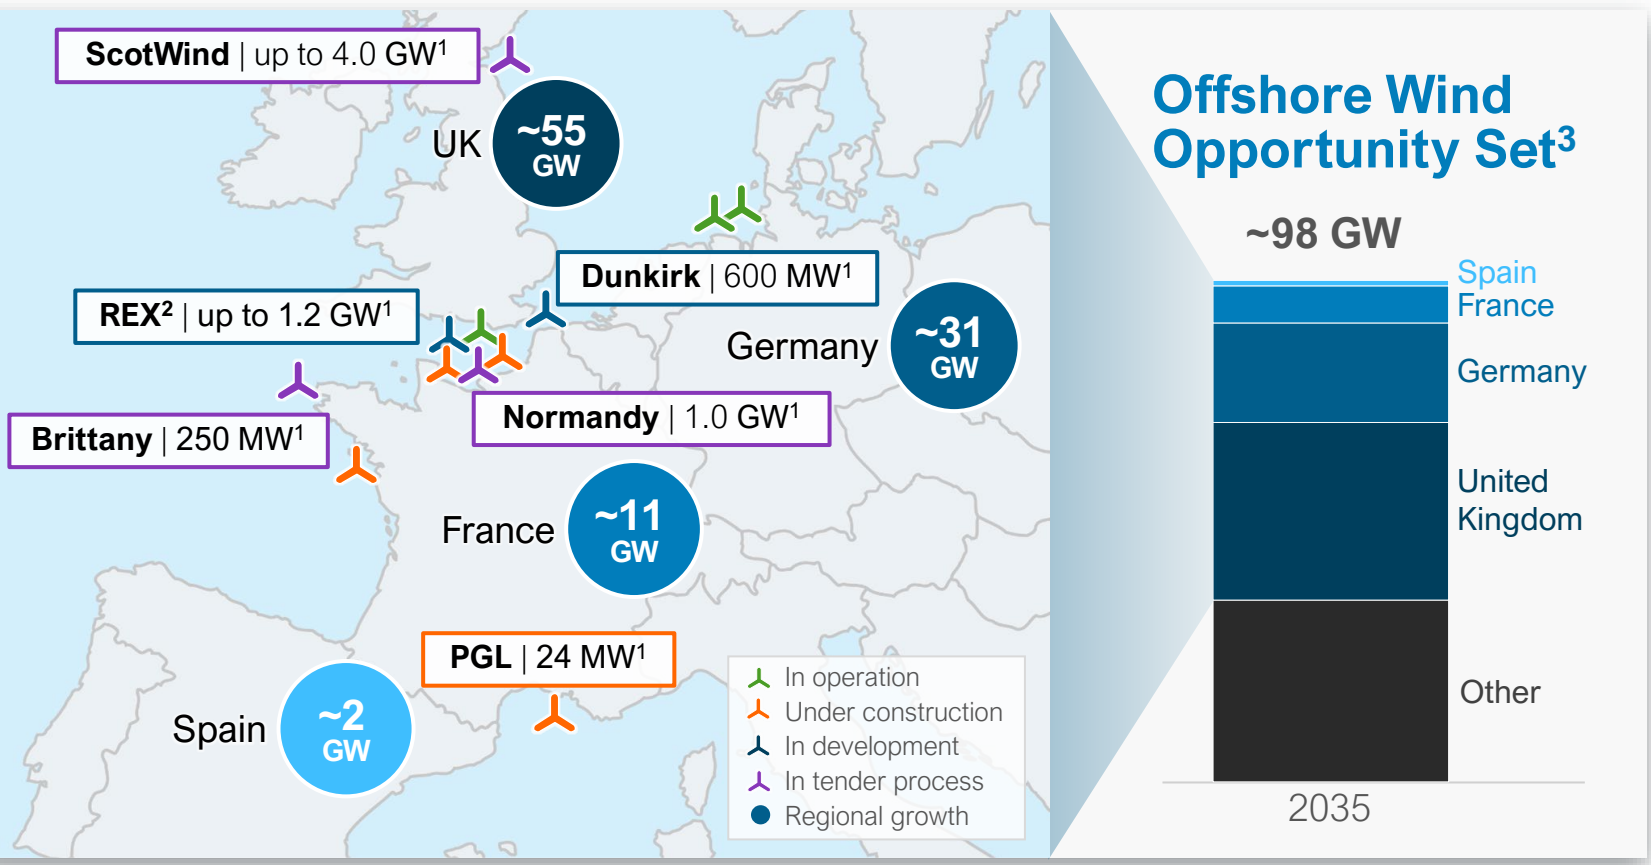 ScotWind | up to 4.0 GW¹
UK
~55
GW
Dunkirk | 600 MW¹
REX² | up to 1.2 GW¹
Germany
~31
GW
Normandy | 1.0 GW¹
Brittany | 250 MW¹
France
~11
GW
PGL | 24 MW¹
Spain
~2
GW
In operation
Under construction
In development
In tender process
Regional growth
Offshore Wind
Opportunity Set³
~98 GW
Spain
France
Germany
United
Kingdom
Other
2035